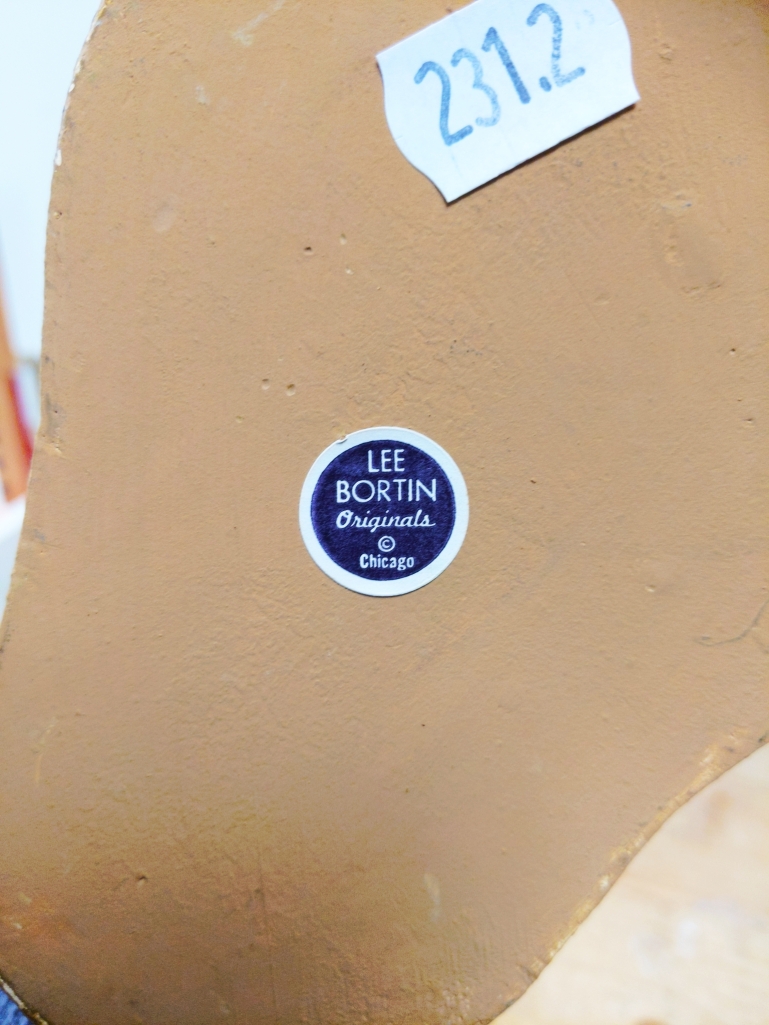 231.2
LEE
BORTIN
Originals
©
Chicago